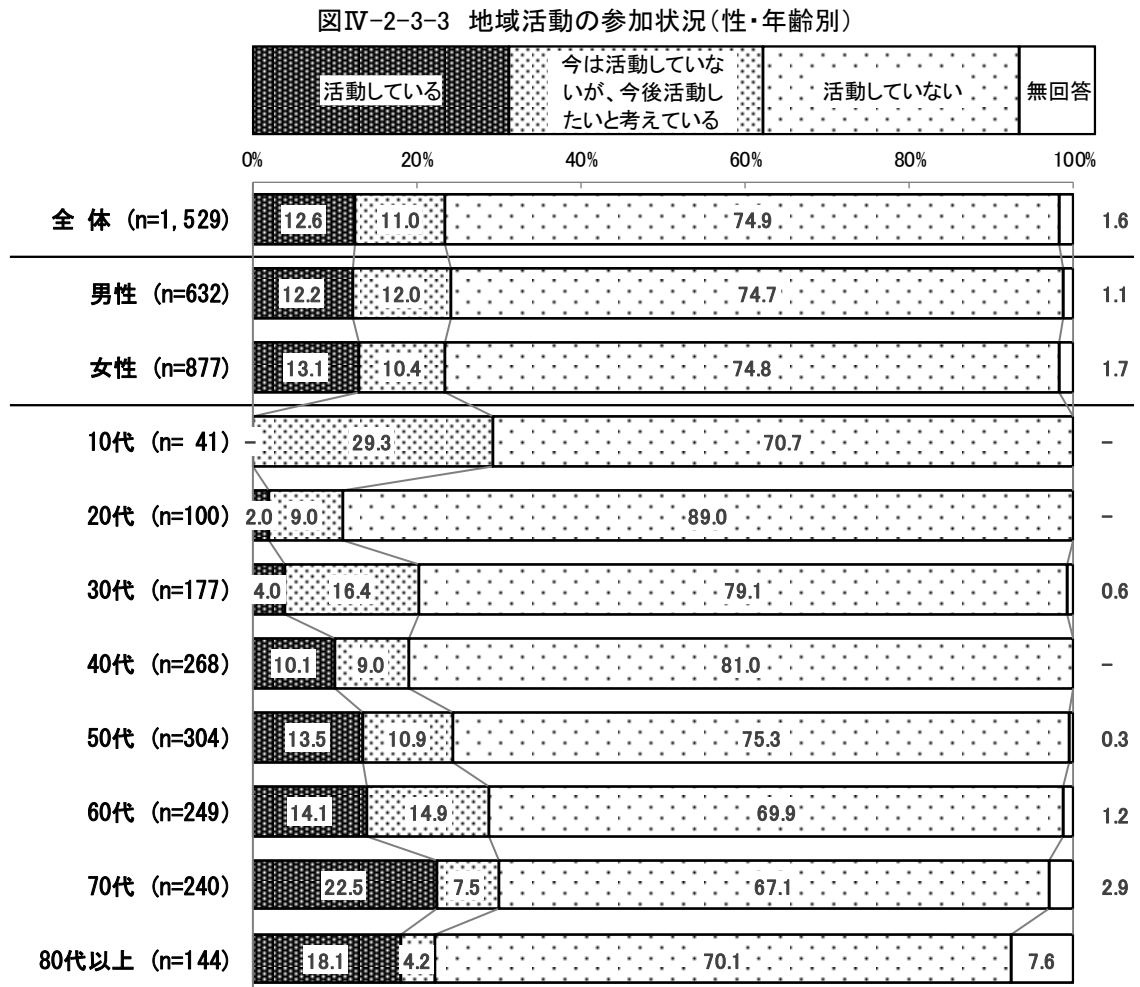 図Ⅳ-2-3-3 地域活動の参加状況(性・年齢別)
活動している
今は活動していな
いが、今後活動し
たいと考えている
活動していない
無回答
0% 20% 40% 60% 80% 100%
全 体 (n=1,529) 12.6 11.0 74.9 1.6
男性 (n=632) 12.2 12.0 74.7 1.1
女性 (n=877) 13.1 10.4 74.8 1.7
10代 (n= 41) - 29.3 70.7 -
20代 (n=100) 2.0 9.0 89.0 -
30代 (n=177) 4.0 16.4 79.1 0.6
40代 (n=268) 10.1 9.0 81.0 -
50代 (n=304) 13.5 10.9 75.3 0.3
60代 (n=249) 14.1 14.9 69.9 1.2
70代 (n=240) 22.5 7.5 67.1 2.9
80代以上 (n=144) 18.1 4.2 70.1 7.6